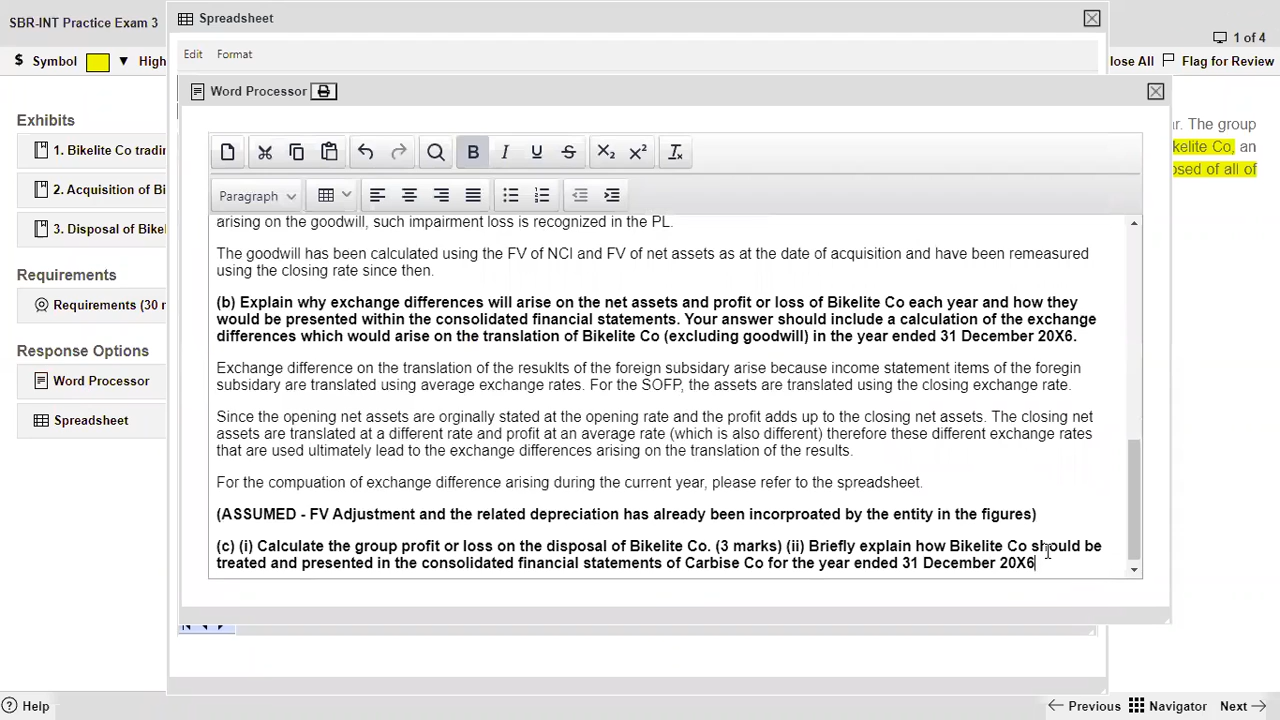 SBR-INT Practice Exam 3
Spreadsheet
1 of 4
$ Symbol
High
lose All
Flag for Review
Edit Format
Word Processor
Exhibits
1. Bikelite Co tradin
2. Acquisition of Bi
3. Disposal of Bikel
Requirements
Requirements (30 m
Response Options
Word Processor
Spreadsheet
r. The group
kelite Co, an
osed of all of
B I U S X₂ X² Tx
Paragraph
arising on the goodwill, such impairment loss is recognized in the PL.
The goodwill has been calculated using the FV of NCI and FV of net assets as at the date of acquisition and have been remeasured
using the closing rate since then.
(b) Explain why exchange differences will arise on the net assets and profit or loss of Bikelite Co each year and how they
would be presented within the consolidated financial statements. Your answer should include a calculation of the exchange
differences which would arise on the translation of Bikelite Co (excluding goodwill) in the year ended 31 December 20X6.
Exchange difference on the translation of the resuklts of the foreign subsidary arise because income statement items of the foregin
subsidary are translated using average exchange rates. For the SOFP, the assets are translated using the closing exchange rate.
Since the opening net assets are orginally stated at the opening rate and the profit adds up to the closing net assets. The closing net
assets are translated at a different rate and profit at an average rate (which is also different) therefore these different exchange rates
that are used ultimately lead to the exchange differences arising on the translation of the results.
For the compuation of exchange difference arising during the current year, please refer to the spreadsheet.
(ASSUMED - FV Adjustment and the related depreciation has already been incorproated by the entity in the figures)
(c) (i) Calculate the group profit or loss on the disposal of Bikelite Co. (3 marks) (ii) Briefly explain how Bikelite Co should be
treated and presented in the consolidated financial statements of Carbise Co for the year ended 31 December 20X6
Help
Previous
Navigator
Next